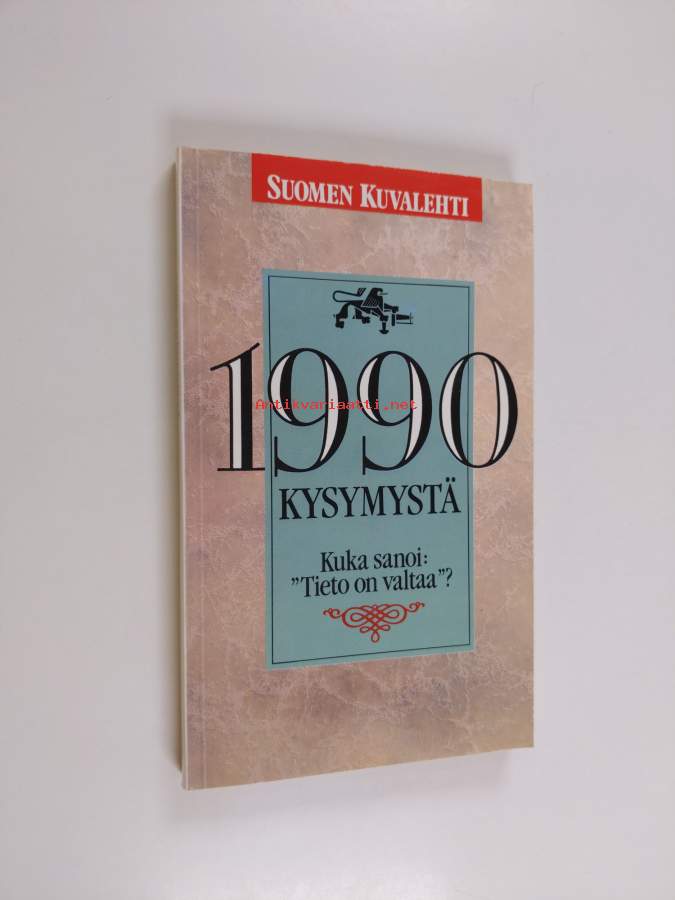 SUOMEN KUVALEHTI
1990
Antikvariaatti.net
KYSYMYSTÄ
Kuka sanoi:
”Tieto on valtaa”?